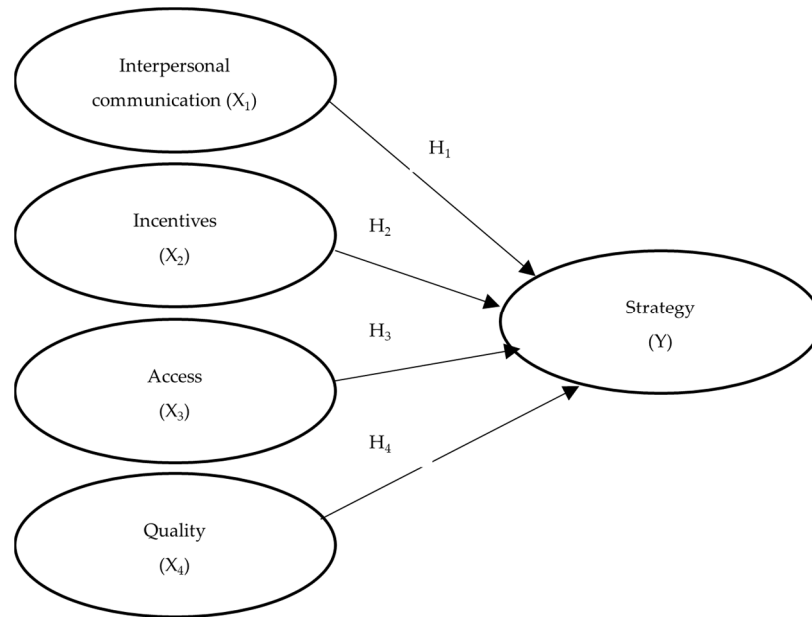 Interpersonal
communication (X₁)
H₁
Incentives
(X₂)
H₂
Strategy
(Y)
H₃
Access
(X₃)
H₄
Quality
(X₄)